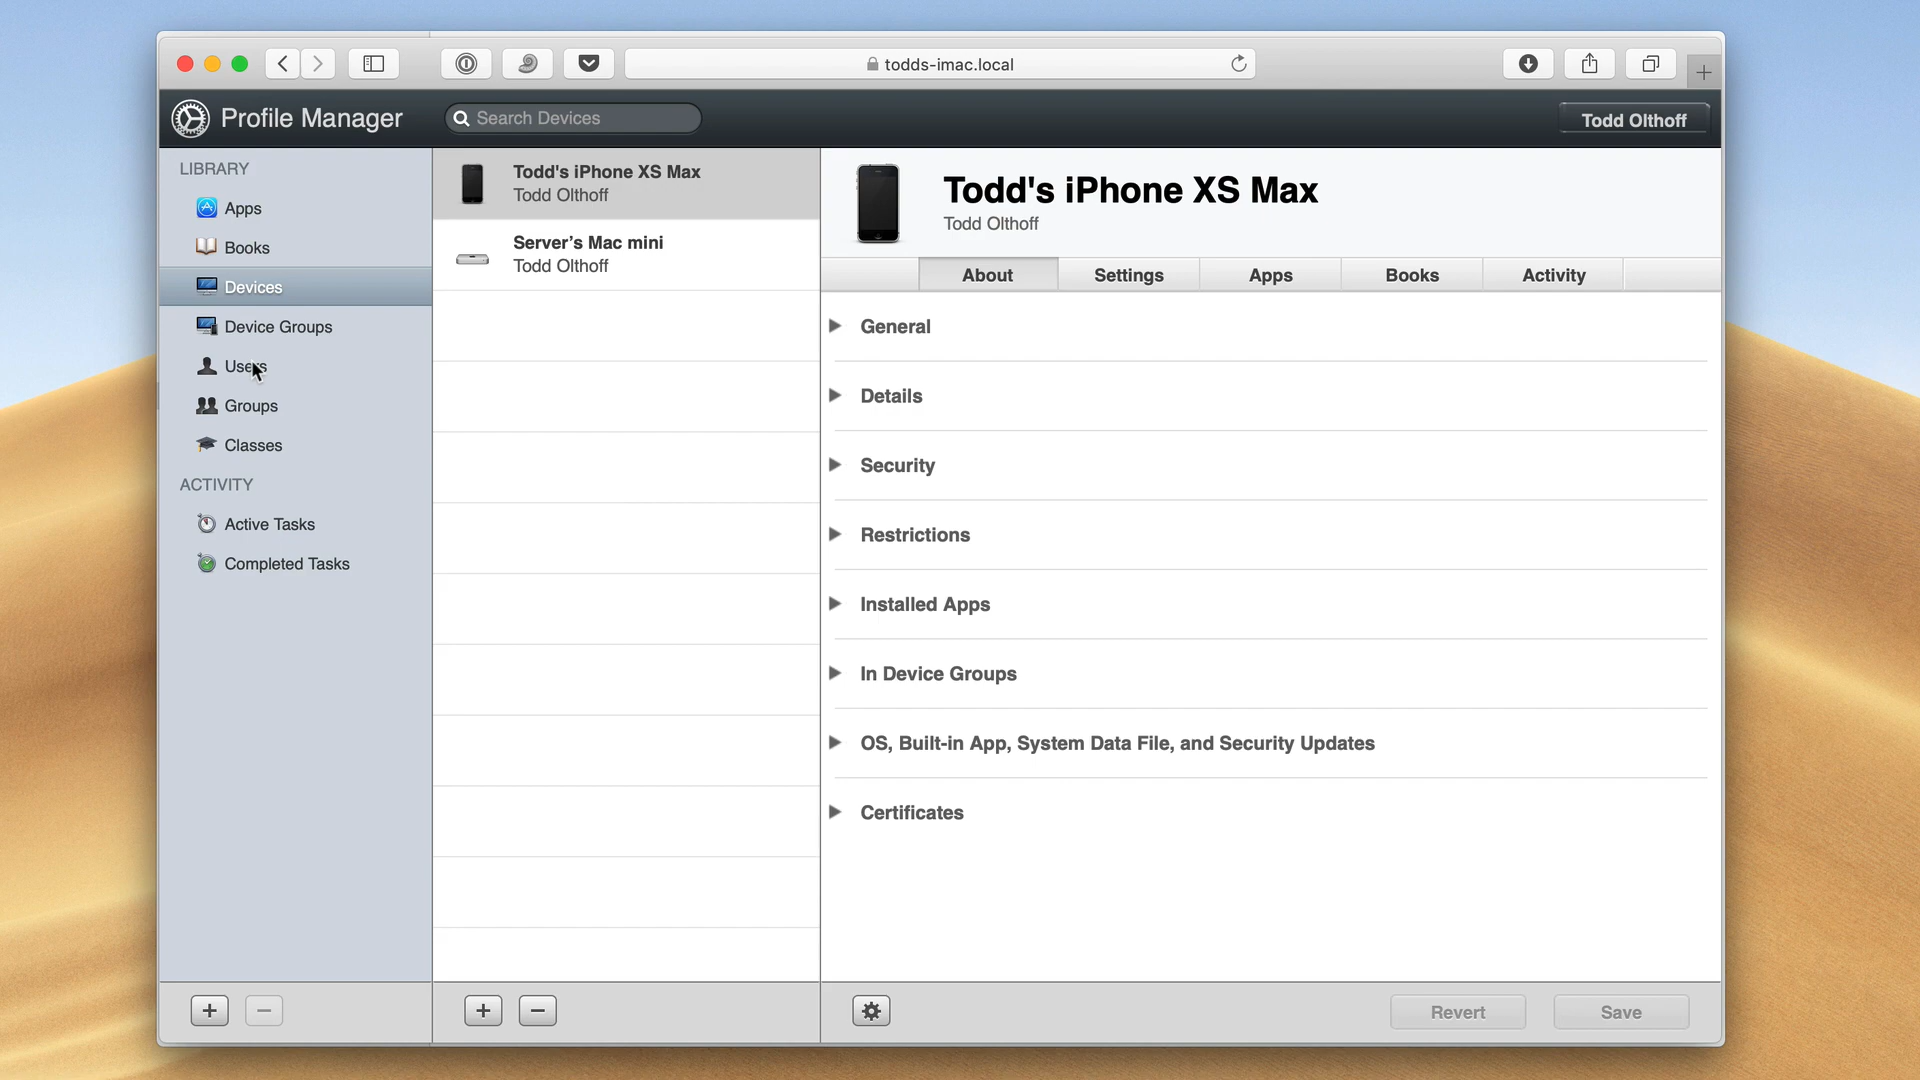 todds-imac.local
Profile Manager
Search Devices
Todd Olthoff
LIBRARY
Apps
Books
Devices
Device Groups
Users
Groups
Classes
ACTIVITY
Active Tasks
Completed Tasks
Todd's iPhone XS Max
Todd Olthoff
Server’s Mac mini
Todd Olthoff
Todd's iPhone XS Max
Todd Olthoff
About Settings Apps Books Activity
General
Details
Security
Restrictions
Installed Apps
In Device Groups
OS, Built-in App, System Data File, and Security Updates
Certificates
Revert Save